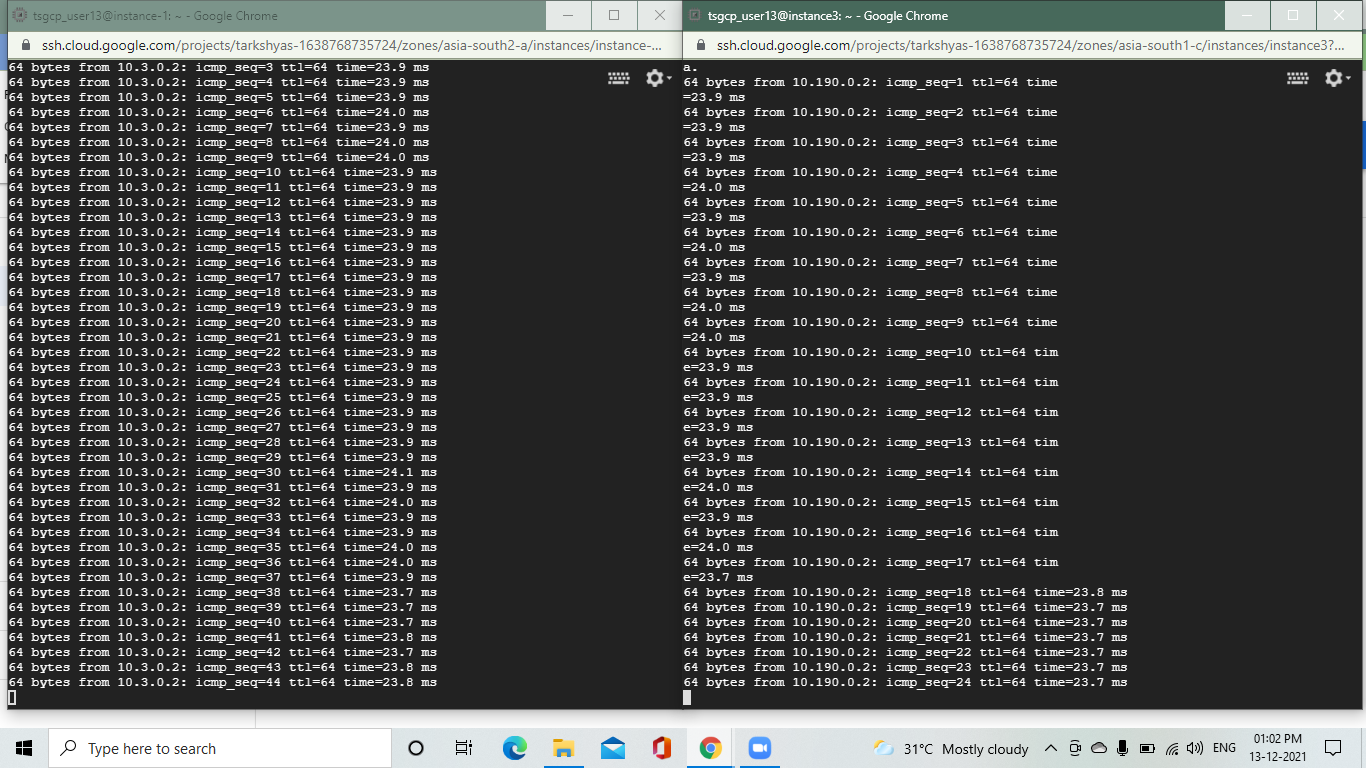 tsgcp_user13@instance-1: ~ - Google Chrome
ssh.cloud.google.com/projects/tarkshyas-1638768735724/zones/asia-south2-a/instances/instance-...
64 bytes from 10.3.0.2: icmp_seq=3 ttl=64 time=23.9 ms
64 bytes from 10.3.0.2: icmp_seq=4 ttl=64 time=23.9 ms
64 bytes from 10.3.0.2: icmp_seq=5 ttl=64 time=23.9 ms
64 bytes from 10.3.0.2: icmp_seq=6 ttl=64 time=24.0 ms
64 bytes from 10.3.0.2: icmp_seq=7 ttl=64 time=23.9 ms
64 bytes from 10.3.0.2: icmp_seq=8 ttl=64 time=24.0 ms
64 bytes from 10.3.0.2: icmp_seq=9 ttl=64 time=24.0 ms
64 bytes from 10.3.0.2: icmp_seq=10 ttl=64 time=23.9 ms
64 bytes from 10.3.0.2: icmp_seq=11 ttl=64 time=23.9 ms
64 bytes from 10.3.0.2: icmp_seq=12 ttl=64 time=23.9 ms
64 bytes from 10.3.0.2: icmp_seq=13 ttl=64 time=23.9 ms
64 bytes from 10.3.0.2: icmp_seq=14 ttl=64 time=23.9 ms
64 bytes from 10.3.0.2: icmp_seq=15 ttl=64 time=23.9 ms
64 bytes from 10.3.0.2: icmp_seq=16 ttl=64 time=23.9 ms
64 bytes from 10.3.0.2: icmp_seq=17 ttl=64 time=23.9 ms
64 bytes from 10.3.0.2: icmp_seq=18 ttl=64 time=23.9 ms
64 bytes from 10.3.0.2: icmp_seq=19 ttl=64 time=23.9 ms
64 bytes from 10.3.0.2: icmp_seq=20 ttl=64 time=23.9 ms
64 bytes from 10.3.0.2: icmp_seq=21 ttl=64 time=23.9 ms
64 bytes from 10.3.0.2: icmp_seq=22 ttl=64 time=23.9 ms
64 bytes from 10.3.0.2: icmp_seq=23 ttl=64 time=23.9 ms
64 bytes from 10.3.0.2: icmp_seq=24 ttl=64 time=23.9 ms
64 bytes from 10.3.0.2: icmp_seq=25 ttl=64 time=23.9 ms
64 bytes from 10.3.0.2: icmp_seq=26 ttl=64 time=23.9 ms
64 bytes from 10.3.0.2: icmp_seq=27 ttl=64 time=23.9 ms
64 bytes from 10.3.0.2: icmp_seq=28 ttl=64 time=23.9 ms
64 bytes from 10.3.0.2: icmp_seq=29 ttl=64 time=23.9 ms
64 bytes from 10.3.0.2: icmp_seq=30 ttl=64 time=24.1 ms
64 bytes from 10.3.0.2: icmp_seq=31 ttl=64 time=23.9 ms
64 bytes from 10.3.0.2: icmp_seq=32 ttl=64 time=24.0 ms
64 bytes from 10.3.0.2: icmp_seq=33 ttl=64 time=23.9 ms
64 bytes from 10.3.0.2: icmp_seq=34 ttl=64 time=23.9 ms
64 bytes from 10.3.0.2: icmp_seq=35 ttl=64 time=24.0 ms
64 bytes from 10.3.0.2: icmp_seq=36 ttl=64 time=24.0 ms
64 bytes from 10.3.0.2: icmp_seq=37 ttl=64 time=23.9 ms
64 bytes from 10.3.0.2: icmp_seq=38 ttl=64 time=23.7 ms
64 bytes from 10.3.0.2: icmp_seq=39 ttl=64 time=23.7 ms
64 bytes from 10.3.0.2: icmp_seq=40 ttl=64 time=23.7 ms
64 bytes from 10.3.0.2: icmp_seq=41 ttl=64 time=23.8 ms
64 bytes from 10.3.0.2: icmp_seq=42 ttl=64 time=23.7 ms
64 bytes from 10.3.0.2: icmp_seq=43 ttl=64 time=23.8 ms
64 bytes from 10.3.0.2: icmp_seq=44 ttl=64 time=23.8 ms
tsgcp_user13@instance3: ~ - Google Chrome
ssh.cloud.google.com/projects/tarkshyas-1638768735724/zones/asia-south1-c/instances/instance3?...
a.
64 bytes from 10.190.0.2: icmp_seq=1 ttl=64 time
=23.9 ms
64 bytes from 10.190.0.2: icmp_seq=2 ttl=64 time
=23.9 ms
64 bytes from 10.190.0.2: icmp_seq=3 ttl=64 time
=23.9 ms
64 bytes from 10.190.0.2: icmp_seq=4 ttl=64 time
=24.0 ms
64 bytes from 10.190.0.2: icmp_seq=5 ttl=64 time
=23.9 ms
64 bytes from 10.190.0.2: icmp_seq=6 ttl=64 time
=24.0 ms
64 bytes from 10.190.0.2: icmp_seq=7 ttl=64 time
=23.9 ms
64 bytes from 10.190.0.2: icmp_seq=8 ttl=64 time
=24.0 ms
64 bytes from 10.190.0.2: icmp_seq=9 ttl=64 time
=24.0 ms
64 bytes from 10.190.0.2: icmp_seq=10 ttl=64 tim
e=23.9 ms
64 bytes from 10.190.0.2: icmp_seq=11 ttl=64 tim
e=23.9 ms
64 bytes from 10.190.0.2: icmp_seq=12 ttl=64 tim
e=23.9 ms
64 bytes from 10.190.0.2: icmp_seq=13 ttl=64 tim
e=23.9 ms
64 bytes from 10.190.0.2: icmp_seq=14 ttl=64 tim
e=24.0 ms
64 bytes from 10.190.0.2: icmp_seq=15 ttl=64 tim
e=23.9 ms
64 bytes from 10.190.0.2: icmp_seq=16 ttl=64 tim
e=24.0 ms
64 bytes from 10.190.0.2: icmp_seq=17 ttl=64 tim
e=23.7 ms
64 bytes from 10.190.0.2: icmp_seq=18 ttl=64 time=23.8 ms
64 bytes from 10.190.0.2: icmp_seq=19 ttl=64 time=23.7 ms
64 bytes from 10.190.0.2: icmp_seq=20 ttl=64 time=23.7 ms
64 bytes from 10.190.0.2: icmp_seq=21 ttl=64 time=23.7 ms
64 bytes from 10.190.0.2: icmp_seq=22 ttl=64 time=23.7 ms
64 bytes from 10.190.0.2: icmp_seq=23 ttl=64 time=23.7 ms
64 bytes from 10.190.0.2: icmp_seq=24 ttl=64 time=23.7 ms
Type here to search
31°C Mostly cloudy
ENG
01:02 PM
13-12-2021